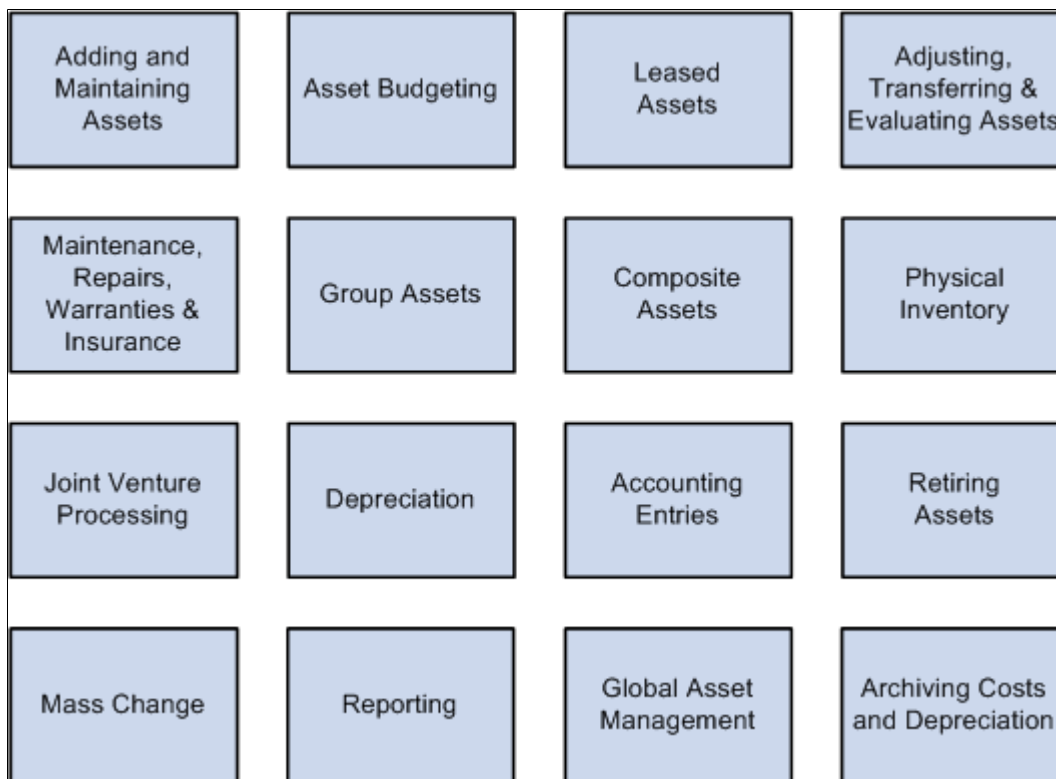 Adding and
Maintaining
Assets
Asset Budgeting
Leased
Assets
Adjusting,
Transferring &
Evaluating Assets
Maintenance,
Repairs,
Warranties &
Insurance
Group Assets
Composite
Assets
Physical
Inventory
Joint Venture
Processing
Depreciation
Accounting
Entries
Retiring
Assets
Mass Change
Reporting
Global Asset
Management
Archiving Costs
and Depreciation